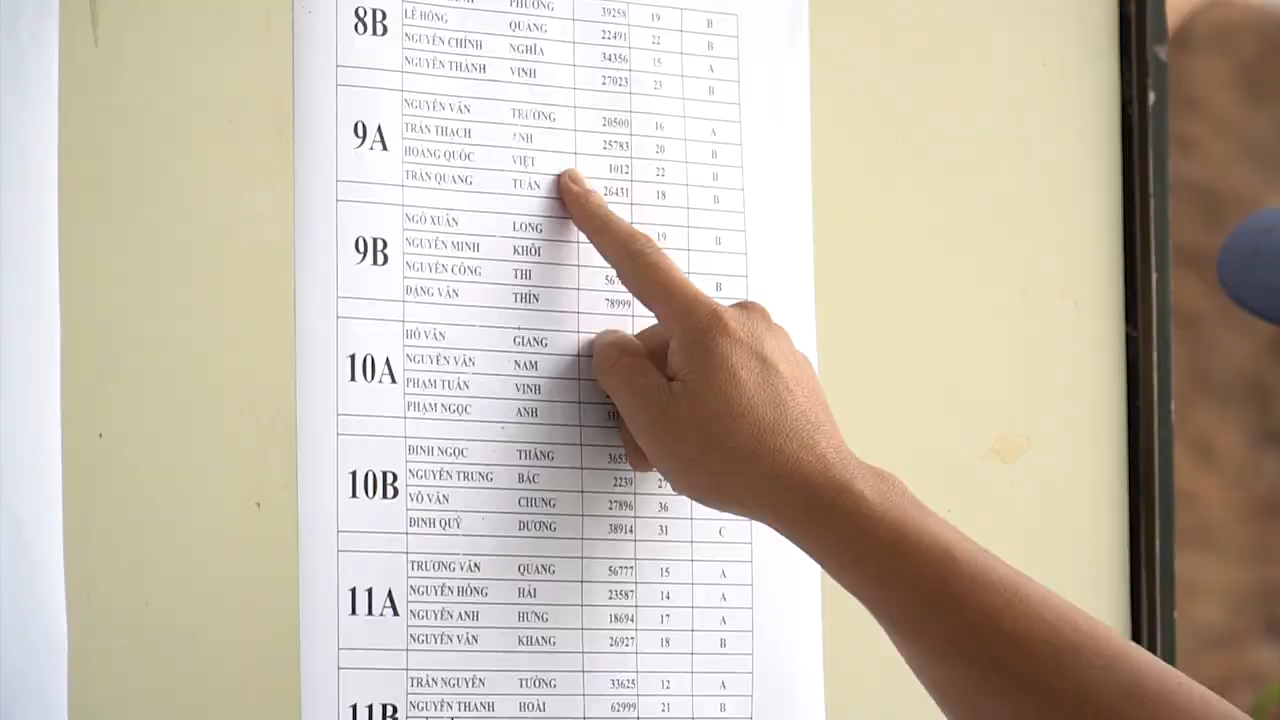 PHƯƠNG 39258 19 B
8B
LÊ HỒNG QUANG 22491 22 B
NGUYỄN CHÍNH NGHĨA 34356 15 A
NGUYỄN THÀNH VINH 27023 23 B
9A
NGUYỄN VĂN TRƯỜNG 20500 16 A
TRẦN THẠCH ANH 25783 20 B
HOÀNG QUỐC VIỆT 1012 22 B
TRẦN QUANG TUẤN 26431 18 B
9B
NGÔ XUÂN LONG 19 B
NGUYỄN MINH KHÔI
NGUYỄN CÔNG THI B
ĐẶNG VĂN THÌN 78999
10A
HỒ VĂN GIANG
NGUYỄN VĂN NAM
PHẠM TUẤN VINH
PHẠM NGỌC ANH
10B
ĐINH NGỌC THẮNG
NGUYỄN TRUNG BẮC 2239 27
VÕ VĂN CHUNG 27896 36
ĐINH QUÝ DƯƠNG 38914 31 C
11A
TRƯƠNG VĂN QUANG 56777 15 A
NGUYỄN HỒNG HẢI 23587 14 A
NGUYỄN ANH HƯNG 18694 17 A
NGUYỄN VĂN KHANG 26927 18 B
11B
TRẦN NGUYÊN TƯỜNG 33625 12 A
NGUYỄN THANH HOÀI 62999 21 B